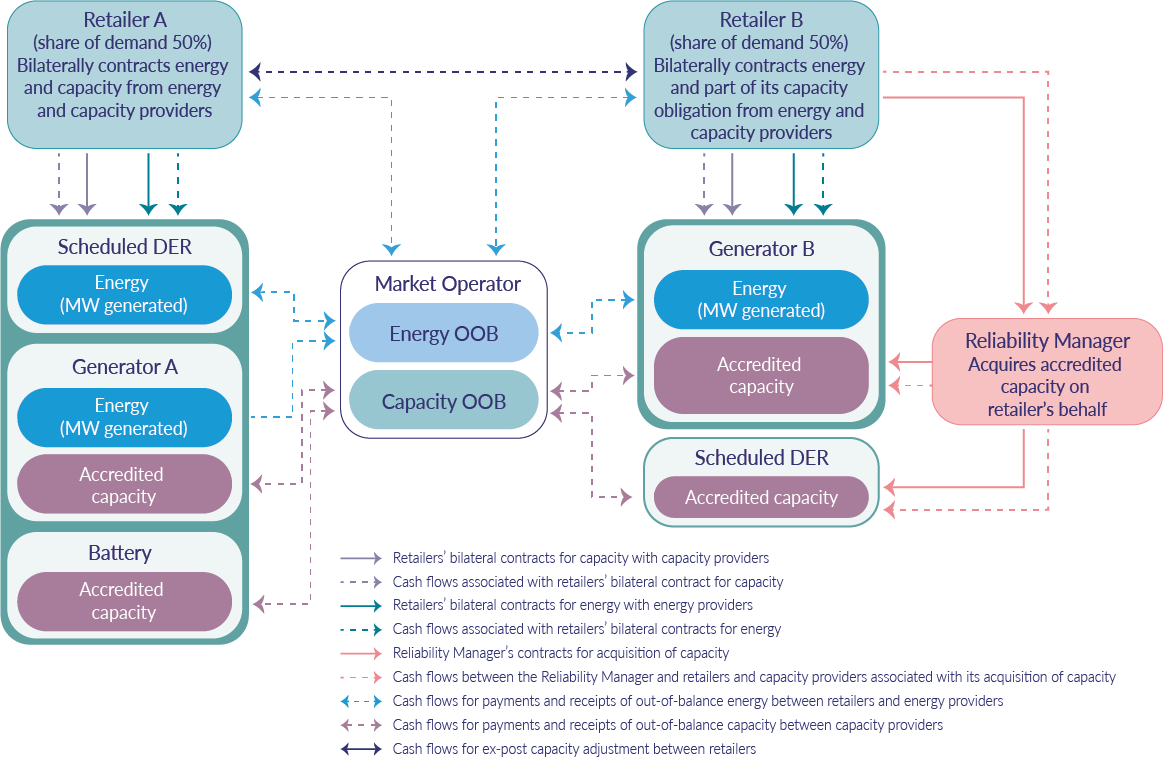 Retailer A
(share of demand 50%)
Bilaterally contracts energy
and capacity from energy
and capacity providers
Retailer B
(share of demand 50%)
Bilaterally contracts energy
and part of its capacity
obligation from energy and
capacity providers
Scheduled DER
Energy
(MW generated)
Generator A
Energy
(MW generated)
Accredited
capacity
Battery
Accredited
capacity
Market Operator
Energy OOB
Capacity OOB
Generator B
Energy
(MW generated)
Accredited
capacity
Scheduled DER
Accredited capacity
Reliability Manager
Acquires accredited
capacity on
retailer’s behalf
Retailers’ bilateral contracts for capacity with capacity providers
Cash flows associated with retailers’ bilateral contract for capacity
Retailers’ bilateral contracts for energy with energy providers
Cash flows associated with retailers’ bilateral contracts for energy
Reliability Manager’s contracts for acquisition of capacity
Cash flows between the Reliability Manager and retailers and capacity providers associated with its acquisition of capacity
Cash flows for payments and receipts of out-of-balance energy between retailers and energy providers
Cash flows for payments and receipts of out-of-balance capacity between capacity providers
Cash flows for ex-post capacity adjustment between retailers